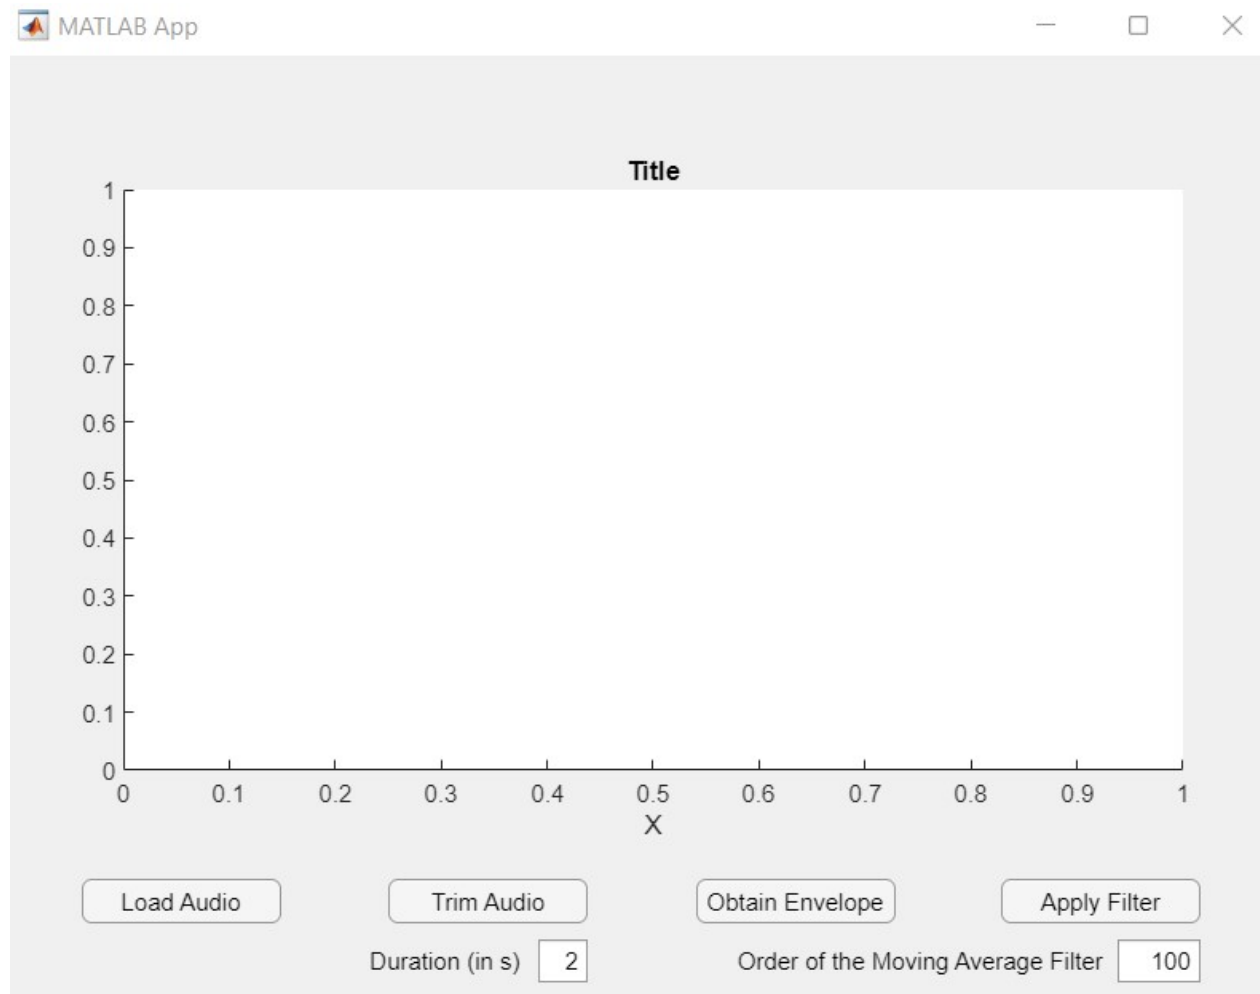 MATLAB App
Title
1
0.9
0.8
0.7
0.6
0.5
0.4
0.3
0.2
0.1
0
0 0.1 0.2 0.3 0.4 0.5 0.6 0.7 0.8 0.9 1
X
Load Audio Trim Audio Obtain Envelope Apply Filter
Duration (in s) 2 Order of the Moving Average Filter 100